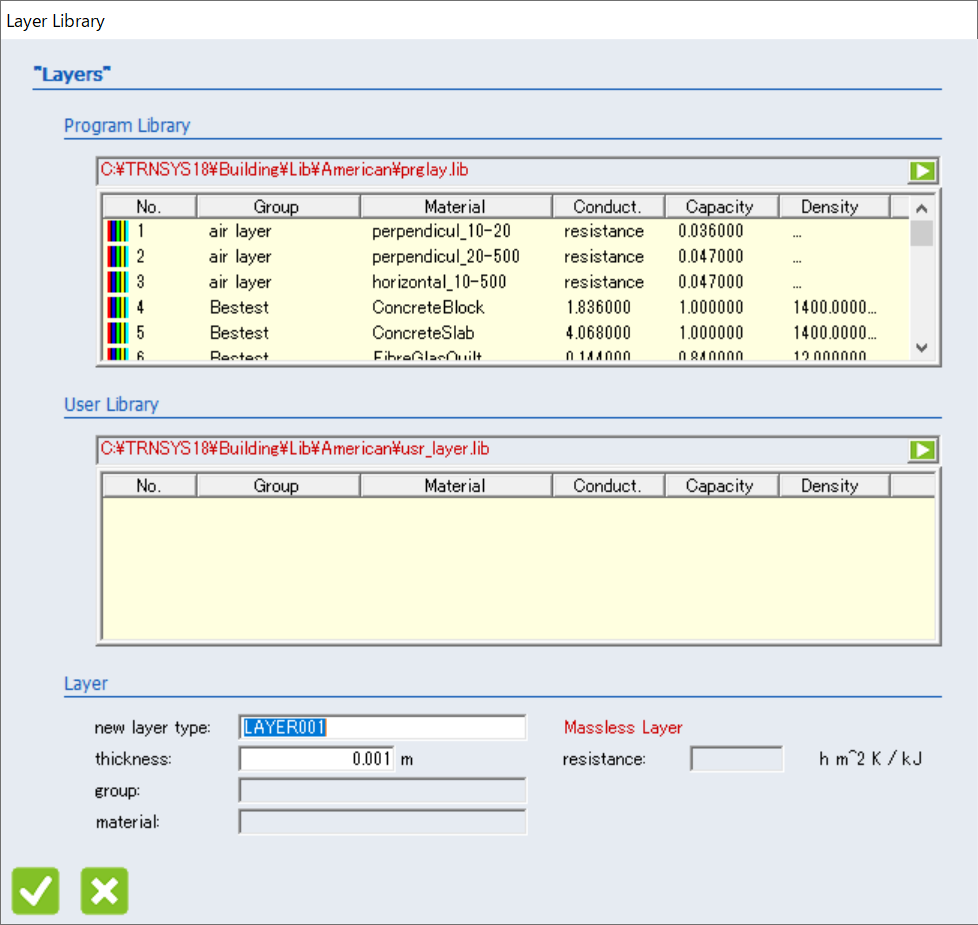 Layer Library
"Layers"
Program Library
C:¥TRNSYS18¥Building¥Lib¥American¥prglay.lib
No. Group Material Conduct. Capacity Density
1 air layer perpendicul_10-20 resistance 0.036000 ...
2 air layer perpendicul_20-500 resistance 0.047000 ...
3 air layer horizontal_10-500 resistance 0.047000 ...
4 Bestest ConcreteBlock 1.836000 1.000000 1400.0000...
5 Bestest ConcreteSlab 4.068000 1.000000 1400.0000...
6 Bestest FibreGlasQuilt 0.144000 0.840000 12.000000
User Library
C:¥TRNSYS18¥Building¥Lib¥American¥usr_layer.lib
No. Group Material Conduct. Capacity Density
Layer
new layer type: LAYER001 Massless Layer
thickness: 0.001 m resistance: h m^2 K / kJ
group:
material: